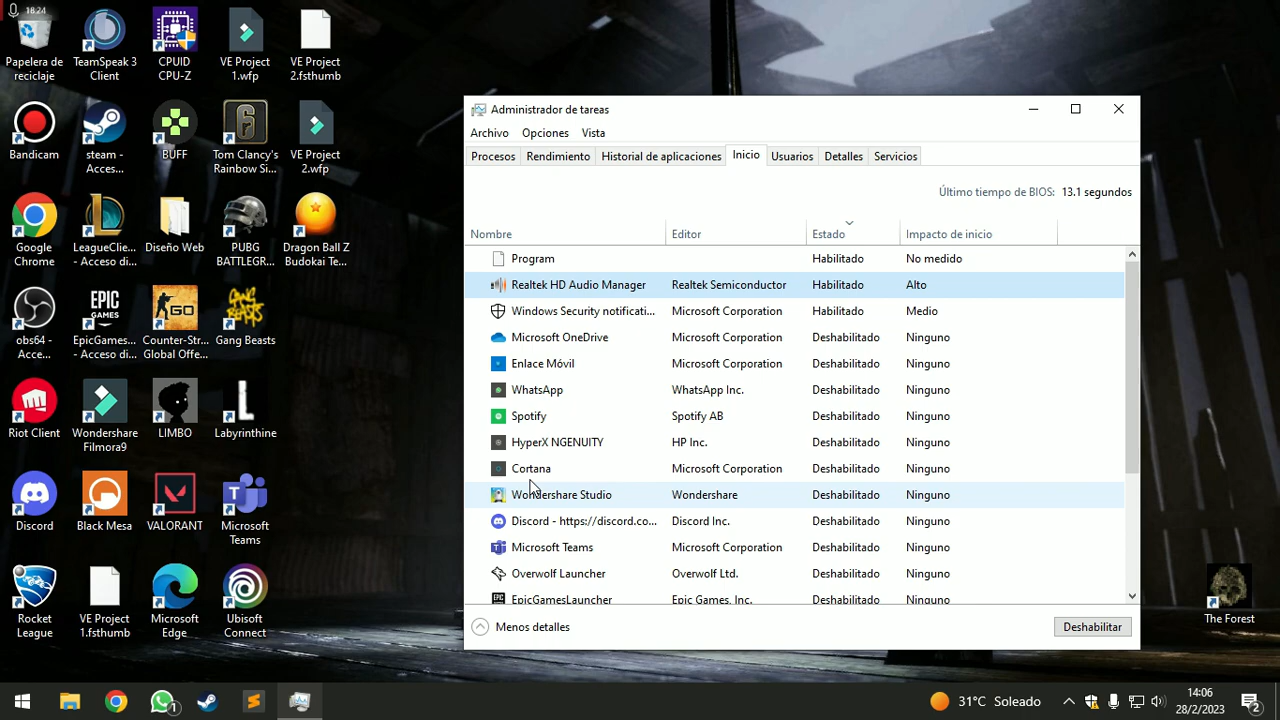 18:24
Papelera de reciclaje
TeamSpeak 3 Client
CPUID CPU-Z
VE Project 1.wfp
VE Project 2.fsthumb
Bandicam
steam - Acces...
BUFF
Tom Clancy's Rainbow Si...
VE Project 2.wfp
Google Chrome
LeagueClie... - Acceso di...
Diseño Web
PUBG BATTLEGR...
Dragon Ball Z Budokai Te...
obs64 - Acce...
EpicGames... - Acceso di...
Counter-Str... Global Offe...
Gang Beasts
Riot Client
Wondershare Filmora9
LIMBO
Labyrinthine
Discord
Black Mesa
VALORANT
Microsoft Teams
Rocket League
VE Project 1.fsthumb
Microsoft Edge
Ubisoft Connect
The Forest
Administrador de tareas
Archivo Opciones Vista
Procesos Rendimiento Historial de aplicaciones Inicio Usuarios Detalles Servicios
Último tiempo de BIOS: 13.1 segundos
Nombre Editor Estado Impacto de inicio
Program Habilitado No medido
Realtek HD Audio Manager Realtek Semiconductor Habilitado Alto
Windows Security notificati... Microsoft Corporation Habilitado Medio
Microsoft OneDrive Microsoft Corporation Deshabilitado Ninguno
Enlace Móvil Microsoft Corporation Deshabilitado Ninguno
WhatsApp WhatsApp Inc. Deshabilitado Ninguno
Spotify Spotify AB Deshabilitado Ninguno
HyperX NGENUITY HP Inc. Deshabilitado Ninguno
Cortana Microsoft Corporation Deshabilitado Ninguno
Wondershare Studio Wondershare Deshabilitado Ninguno
Discord - https://discord.co... Discord Inc. Deshabilitado Ninguno
Microsoft Teams Microsoft Corporation Deshabilitado Ninguno
Overwolf Launcher Overwolf Ltd. Deshabilitado Ninguno
EpicGamesLauncher Epic Games, Inc. Deshabilitado Ninguno
Menos detalles Deshabilitar
31°C Soleado
14:06
28/2/2023